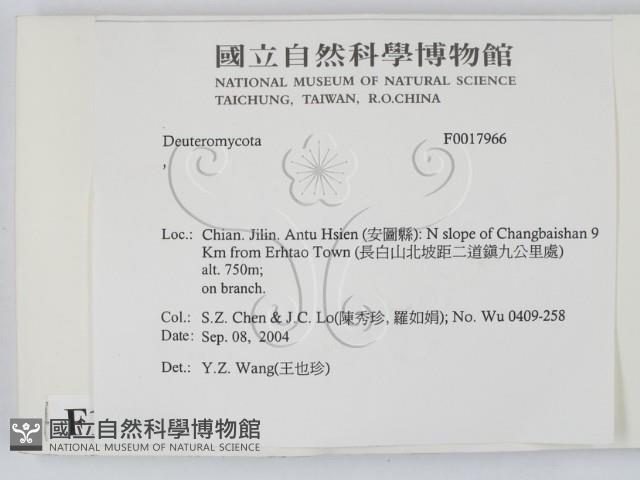 國立自然科學博物館
NATIONAL MUSEUM OF NATURAL SCIENCE
TAICHUNG, TAIWAN, R.O.CHINA
Deuteromycota F0017966
,
Loc.: Chian. Jilin. Antu Hsien (安圖縣): N slope of Changbaishan 9
Km from Erhtao Town (長白山北坡距二道鎮九公里處)
alt. 750m;
on branch.
Col.: S.Z. Chen & J.C. Lo(陳秀珍, 羅如娟); No. Wu 0409-258
Date: Sep. 08, 2004
Det.: Y.Z. Wang(王也珍)
國立自然科學博物館
NATIONAL MUSEUM OF NATURAL SCIENCE